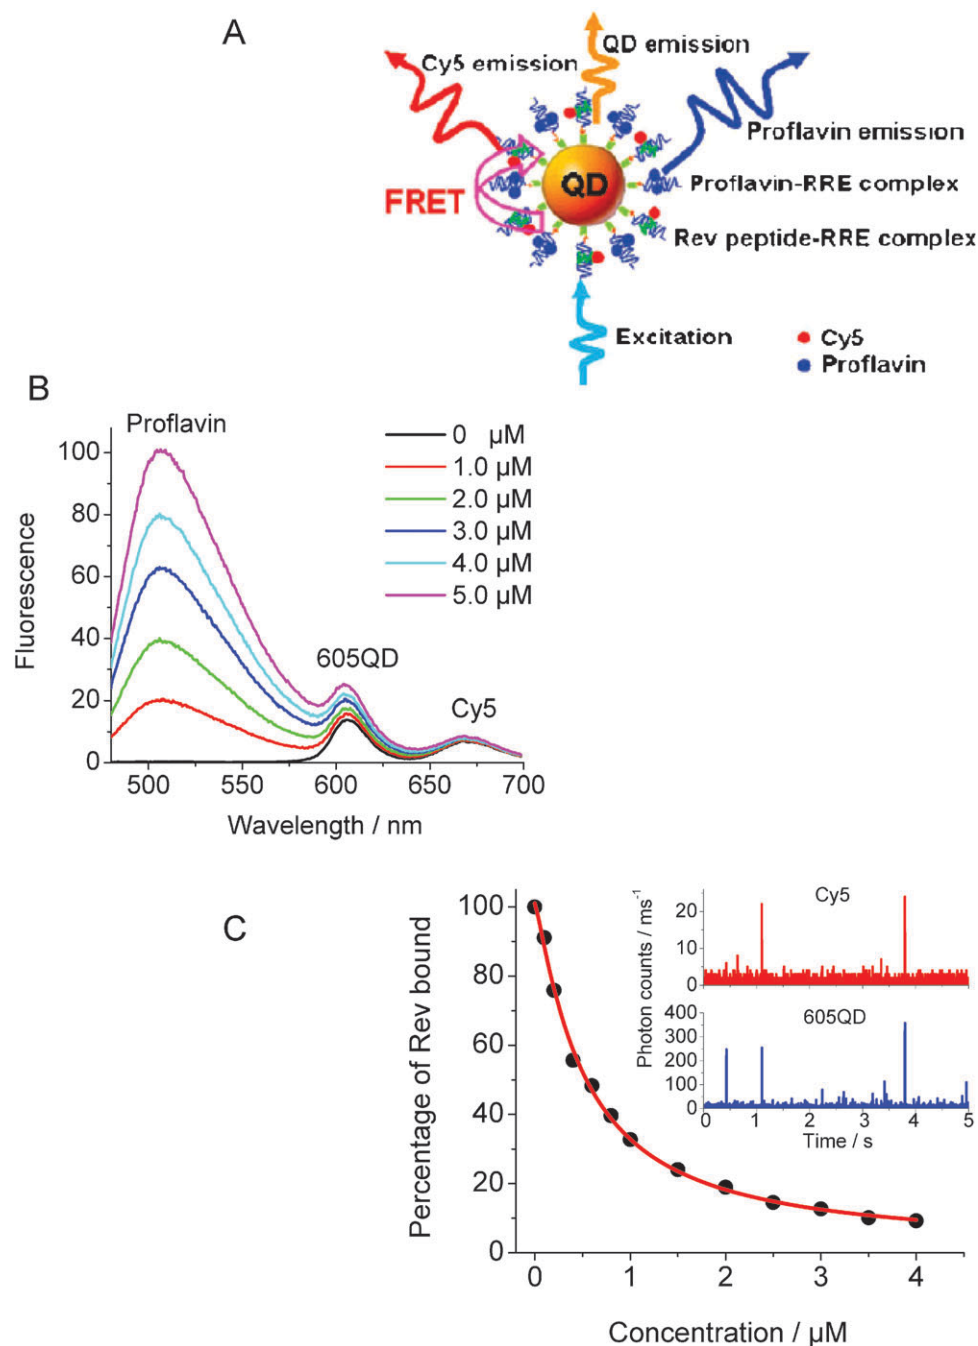 A
QD emission
Cy5 emission
Proflavin emission
QD
Proflavin-RRE complex
FRET
Rev peptide-RRE complex
Excitation
Cy5
Proflavin
B
Proflavin
100
80
60
40
20
0
Fluorescence
0 µM
1.0 µM
2.0 µM
3.0 µM
4.0 µM
5.0 µM
605QD
Cy5
500 550 600 650 700
Wavelength / nm
C
100
80
60
40
20
0
Percentage of Rev bound
0 1 2 3 4
Concentration / µM
Cy5
20
10
0
Photon counts / ms⁻¹
605QD
400
300
200
100
0
0 1 2 3 4 5
Time / s